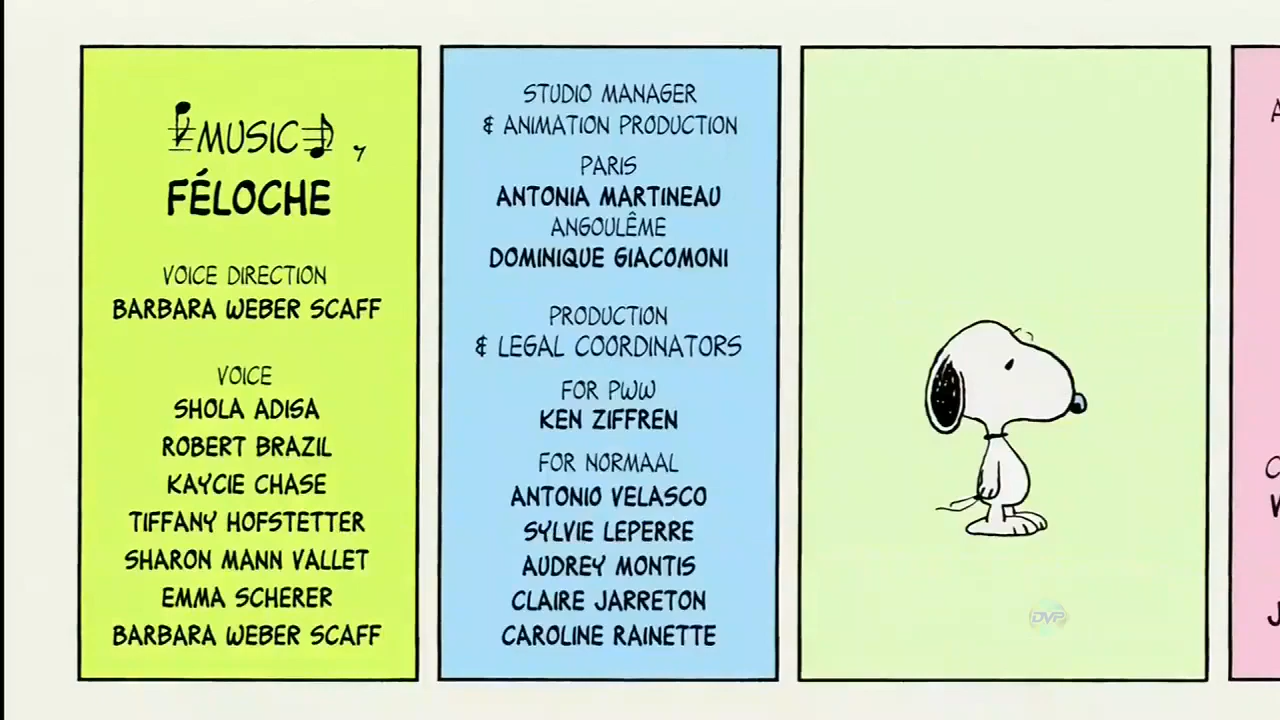 MUSIC
FÉLOCHE
VOICE DIRECTION
BARBARA WEBER SCAFF
VOICE
SHOLA ADISA
ROBERT BRAZIL
KAYCIE CHASE
TIFFANY HOFSTETTER
SHARON MANN VALLET
EMMA SCHERER
BARBARA WEBER SCAFF
STUDIO MANAGER
& ANIMATION PRODUCTION
PARIS
ANTONIA MARTINEAU
ANGOULÊME
DOMINIQUE GIACOMONI
PRODUCTION
& LEGAL COORDINATORS
FOR PWW
KEN ZIFFREN
FOR NORMAAL
ANTONIO VELASCO
SYLVIE LEPERRE
AUDREY MONTIS
CLAIRE JARRETON
CAROLINE RAINETTE
DVP